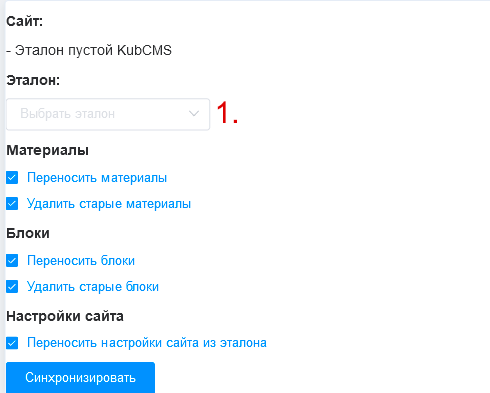 Сайт:
- Эталон пустой KubCMS
Эталон:
Выбрать эталон
1.
Материалы
Переносить материалы
Удалить старые материалы
Блоки
Переносить блоки
Удалить старые блоки
Настройки сайта
Переносить настройки сайта из эталона
Синхронизировать